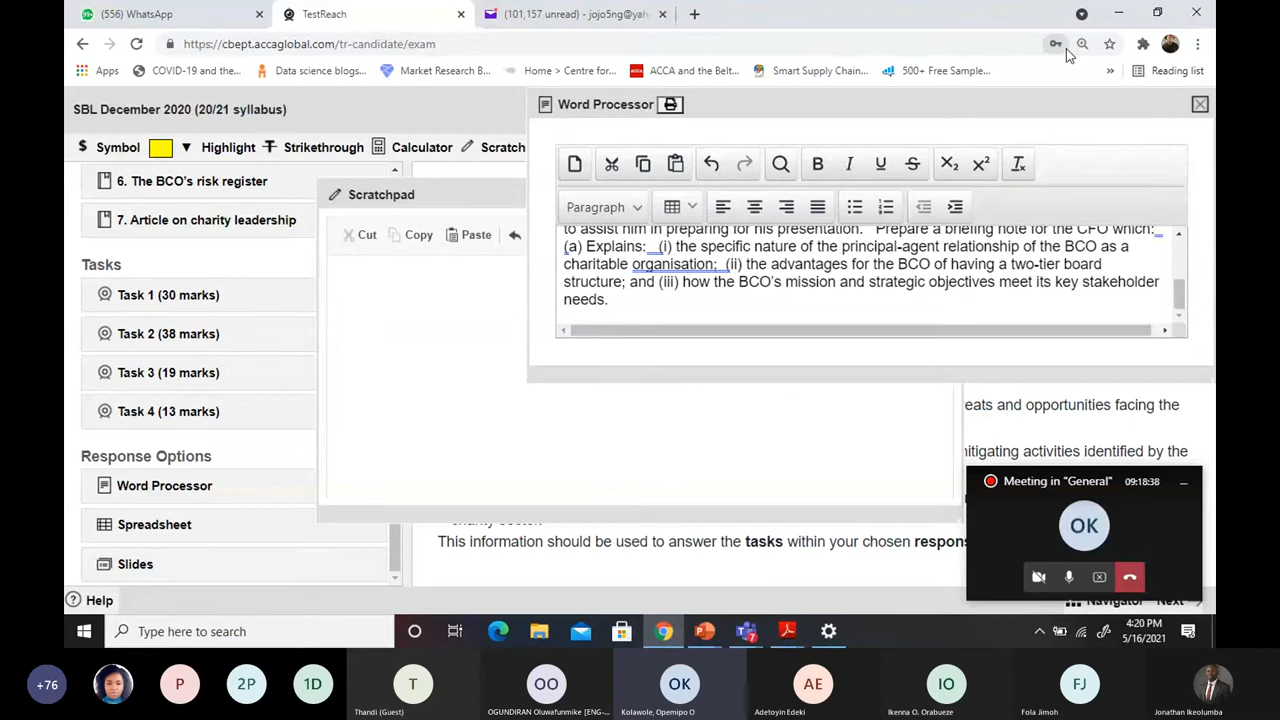 (556) WhatsApp
TestReach
(101,157 unread) - jojo5ng@yah
https://cbept.accaglobal.com/tr-candidate/exam
Apps
COVID-19 and the...
Data science blogs...
Market Research B...
Home > Centre for...
ACCA and the Belt...
Smart Supply Chain...
500+ Free Sample...
»
Reading list
SBL December 2020 (20/21 syllabus)
Word Processor
$ Symbol
Highlight
T Strikethrough
Calculator
Scratch
6. The BCO's risk register
7. Article on charity leadership
Scratchpad
Cut
Copy
Paste
B I U S X₂ X² Tx
Paragraph
to assist him in preparing for his presentation. Prepare a briefing note for the CFO which:
(a) Explains: (i) the specific nature of the principal-agent relationship of the BCO as a
charitable organisation; (ii) the advantages for the BCO of having a two-tier board
structure; and (iii) how the BCO's mission and strategic objectives meet its key stakeholder
needs.
Tasks
Task 1 (30 marks)
Task 2 (38 marks)
Task 3 (19 marks)
Task 4 (13 marks)
Response Options
Word Processor
Spreadsheet
Slides
eats and opportunities facing the
itigating activities identified by the
This information should be used to answer the tasks within your chosen respon
Meeting in "General"
09:18:38
OK
Help
Navigator
Next
Type here to search
7
4:20 PM
5/16/2021
+76
P
2P
1D
T
Thandi (Guest)
OO
OGUNDIRAN Oluwafunmike [ENG-...
OK
Kolawole, Opemipo O
AE
Adetoyin Edeki
IO
Ikenna O. Orabueze
FJ
Fola Jimoh
Jonathan Ikeolumba